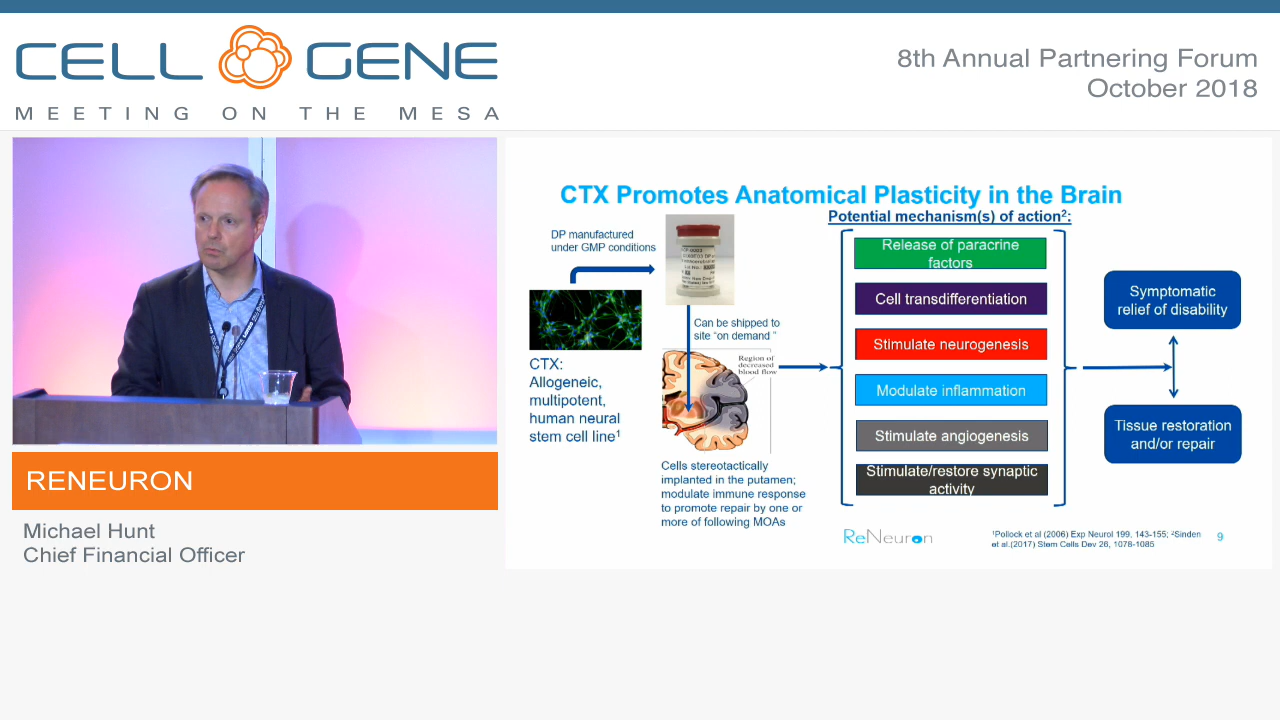 CELL GENE
MEETING ON THE MESA
8th Annual Partnering Forum
October 2018
CTX Promotes Anatomical Plasticity in the Brain
Potential mechanism(s) of action²:
DP manufactured
under GMP conditions
Can be shipped to
site “on demand ”
Region of
decreased
blood flow
CTX:
Allogeneic,
multipotent,
human neural
stem cell line¹
Cells stereotactically
implanted in the putamen;
modulate immune response
to promote repair by one or
more of following MOAs
Release of paracrine
factors
Cell transdifferentiation
Stimulate neurogenesis
Modulate inflammation
Stimulate angiogenesis
Stimulate/restore synaptic
activity
Symptomatic
relief of disability
Tissue restoration
and/or repair
ReNeuron
¹Pollock et al (2006) Exp Neurol 199, 143-155; ²Sinden
et al.(2017) Stem Cells Dev 26, 1078-1085
9
RENEURON
Michael Hunt
Chief Financial Officer